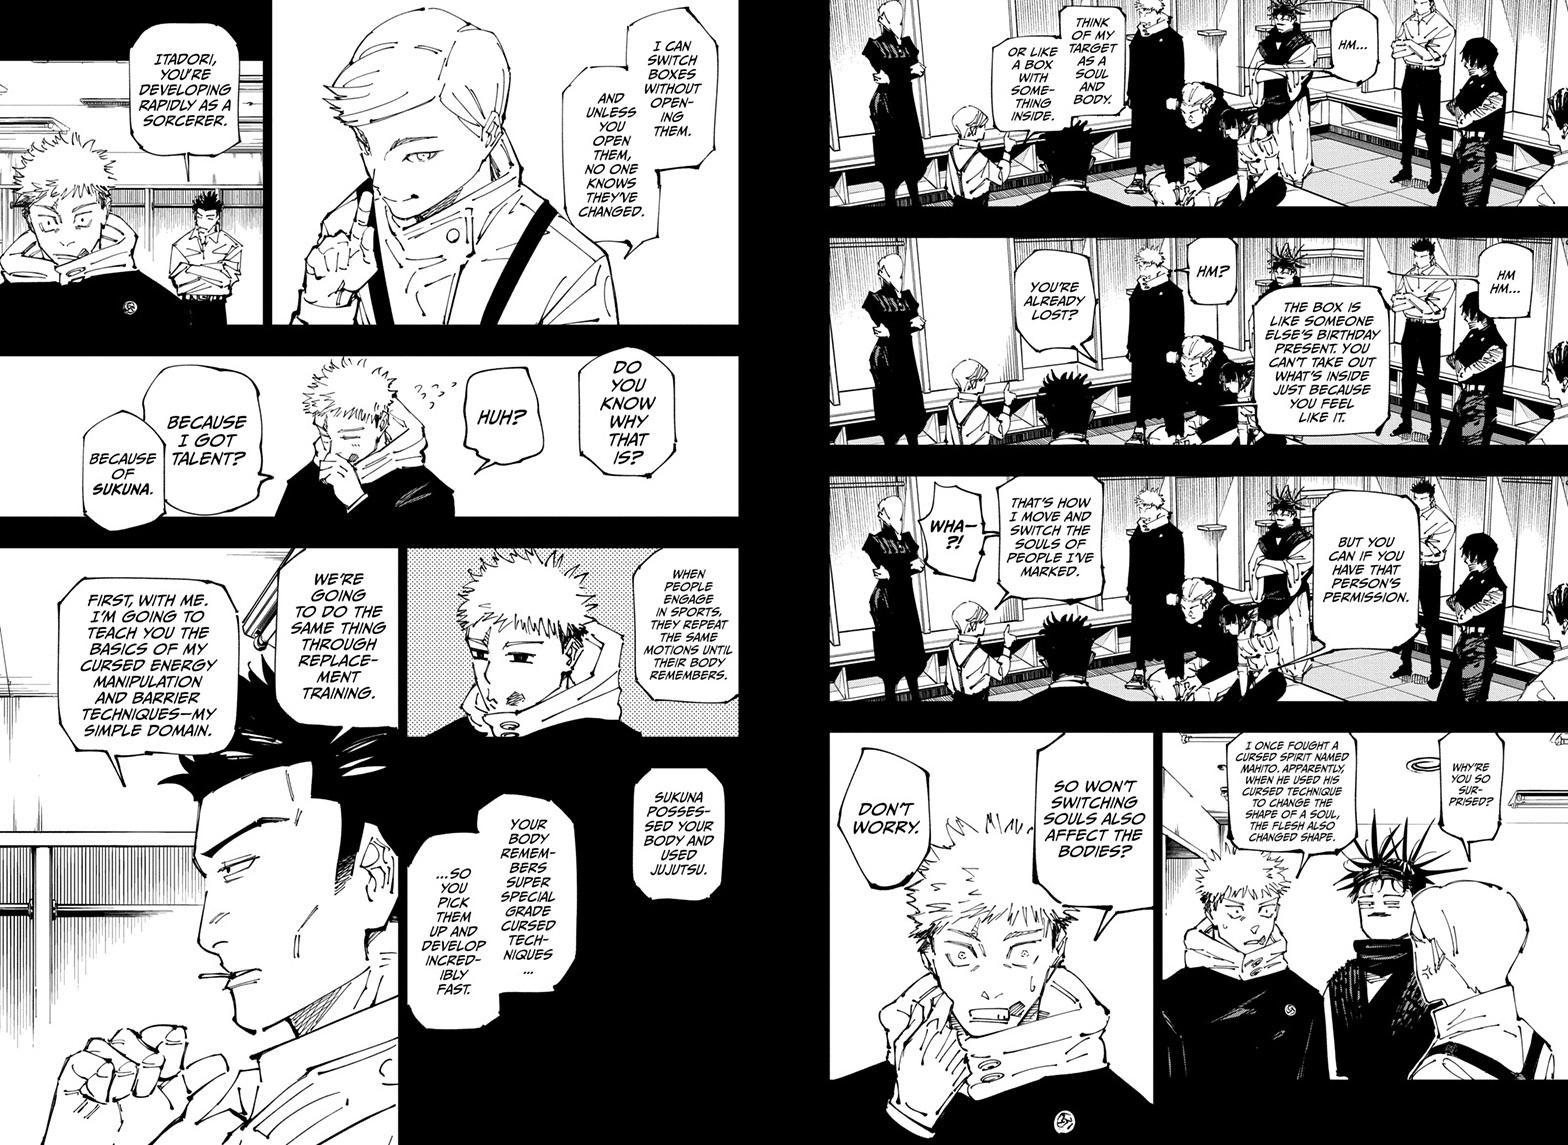 HM...
THINK
OF MY
TARGET
AS A
SOUL
AND
BODY.
OR LIKE
A BOX
WITH
SOME-
THING
INSIDE.
HM
HM...
THE BOX IS
LIKE SOMEONE
ELSE'S BIRTHDAY
PRESENT. YOU
CAN'T TAKE OUT
WHAT'S INSIDE
JUST BECAUSE
YOU FEEL
LIKE IT.
HM?
YOU'RE
ALREADY
LOST?
BUT YOU
CAN IF YOU
HAVE THAT
PERSON'S
PERMISSION.
THAT'S HOW
I MOVE AND
SWITCH THE
SOULS OF
PEOPLE I'VE
MARKED.
WHA—
?!
WHY'RE
YOU SO
SUR-
PRISED?
I ONCE FOUGHT A
CURSED SPIRIT NAMED
MAHITO. APPARENTLY,
WHEN HE USED HIS
CURSED TECHNIQUE
TO CHANGE THE
SHAPE OF A SOUL,
THE FLESH ALSO
CHANGED SHAPE.
SO WON'T
SWITCHING
SOULS ALSO
AFFECT THE
BODIES?
DON'T
WORRY.
I CAN
SWITCH
BOXES
WITHOUT
OPEN-
ING
THEM.
AND
UNLESS
YOU
OPEN
THEM,
NO ONE
KNOWS
THEY'VE
CHANGED.
ITADORI,
YOU'RE
DEVELOPING
RAPIDLY AS A
SORCERER.
DO
YOU
KNOW
WHY
THAT
IS?
HUH?
BECAUSE
I GOT
TALENT?
BECAUSE
OF
SUKUNA.
WHEN
PEOPLE
ENGAGE
IN SPORTS,
THEY REPEAT
THE SAME
MOTIONS UNTIL
THEIR BODY
REMEMBERS.
SUKUNA
POSSES-
SED YOUR
BODY AND
USED
JUJUTSU.
YOUR
BODY
REMEM-
BERS
SUPER
SPECIAL
GRADE
CURSED
TECH-
NIQUES
...
...SO
YOU
PICK
THEM
UP AND
DEVELOP
INCRED-
IBLY
FAST.
WE'RE
GOING
TO DO THE
SAME THING
THROUGH
REPLACE-
MENT
TRAINING.
FIRST, WITH ME.
I'M GOING TO
TEACH YOU THE
BASICS OF MY
CURSED ENERGY
MANIPULATION
AND BARRIER
TECHNIQUES—MY
SIMPLE DOMAIN.